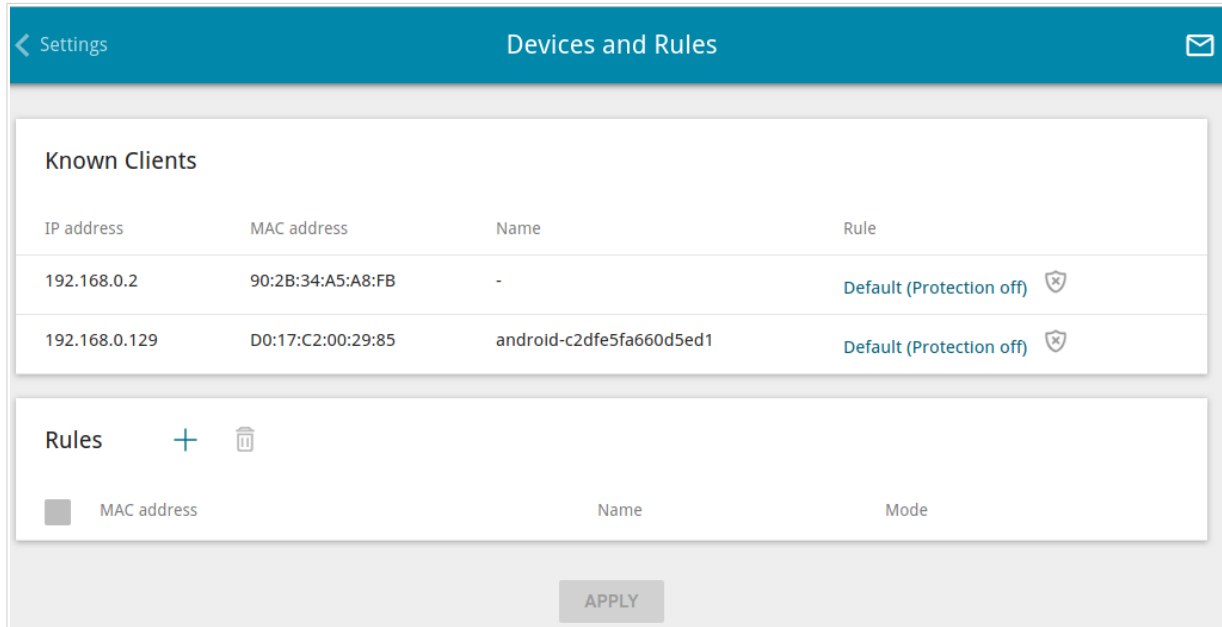 Settings Devices and Rules
Known Clients
IP address MAC address Name Rule
192.168.0.2 90:2B:34:A5:A8:FB - Default (Protection off)
192.168.0.129 D0:17:C2:00:29:85 android-c2dfe5fa660d5ed1 Default (Protection off)
Rules
MAC address Name Mode
APPLY